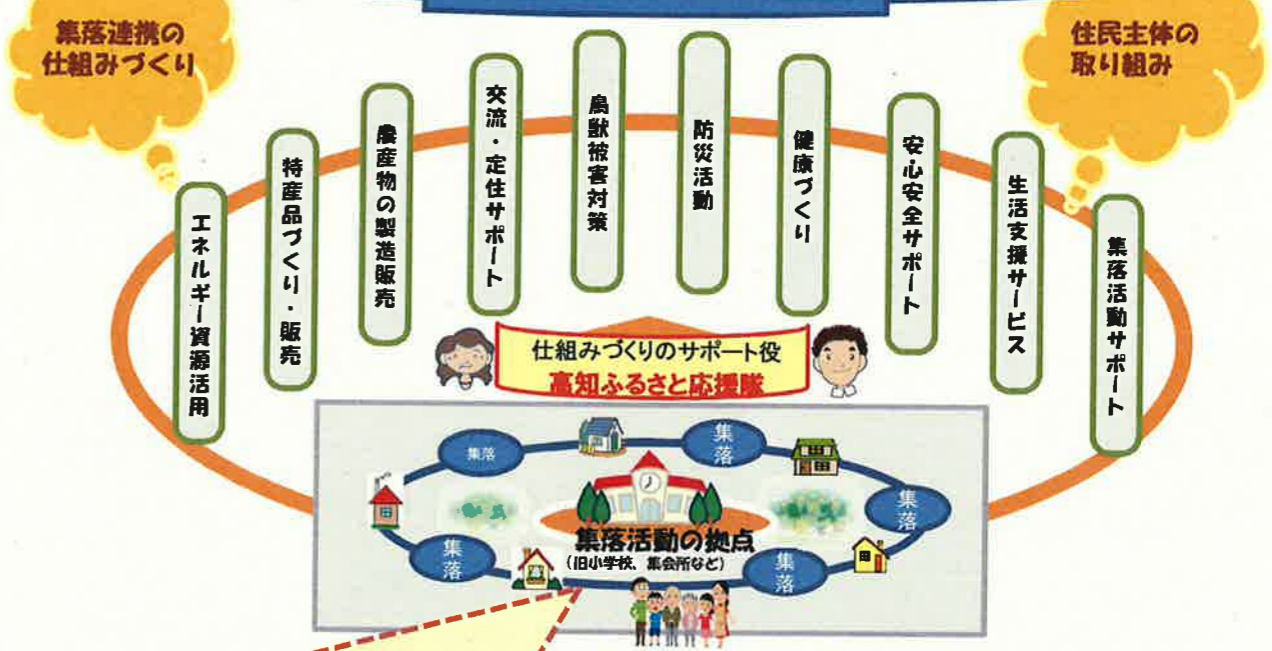 集落連携の
仕組みづくり
住民主体の
取り組み
エネルギー資源活用
特産品づくり・販売
農産物の製造販売
交流・定住サポート
鳥獣被害対策
防災活動
健康づくり
安心安全サポート
生活支援サービス
集落活動サポート
仕組みづくりのサポート役
高知ふるさと応援隊
集落
集落
集落
集落
集落
集落活動の拠点
(旧小学校、集会所など)